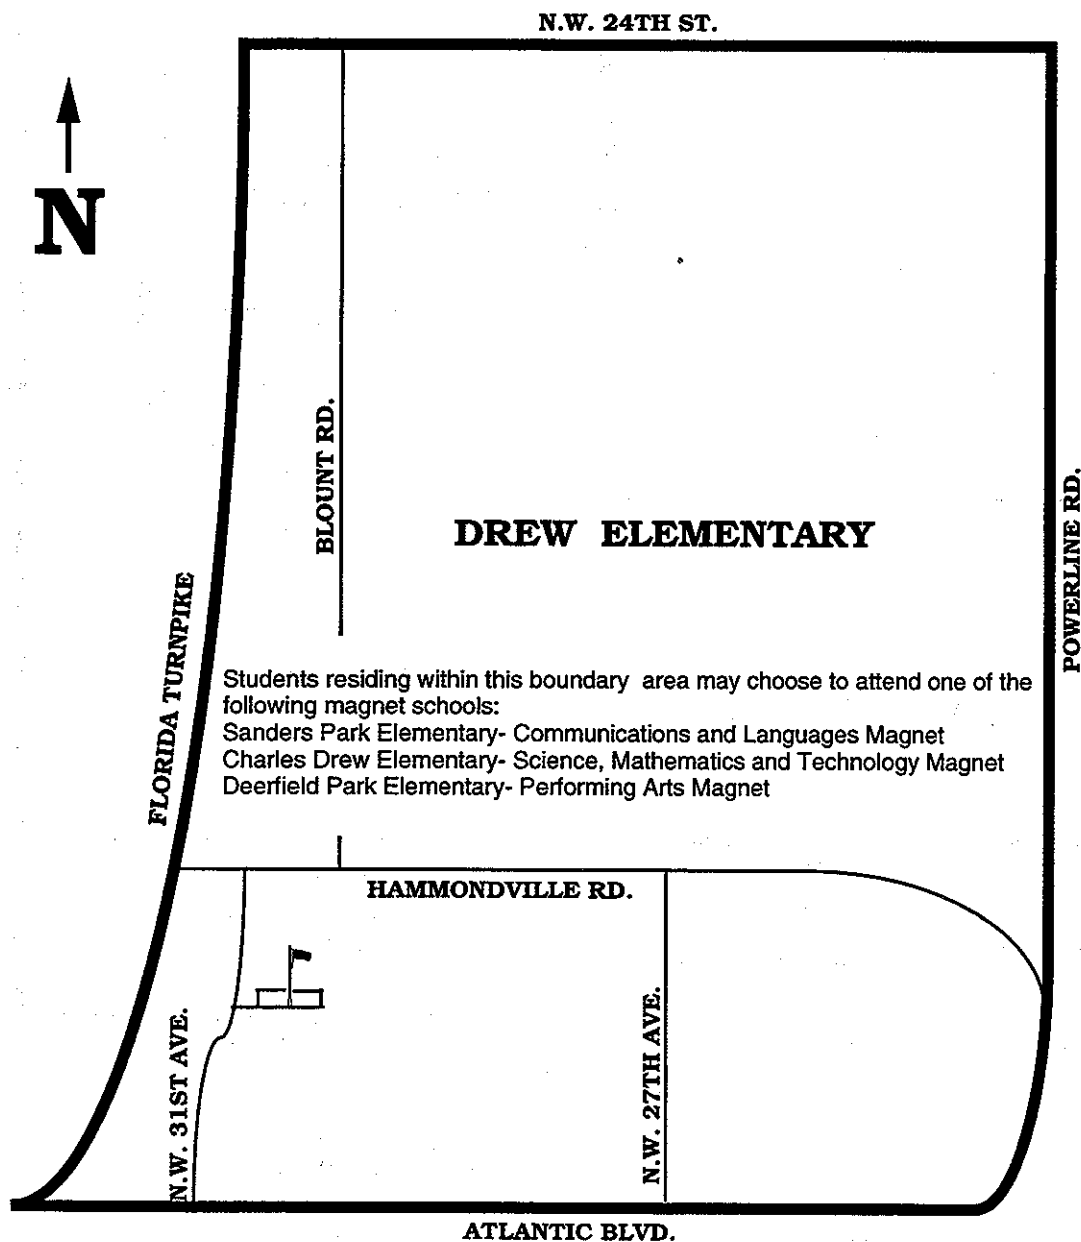 N.W. 24TH ST.
N
BLOUNT RD.
DREW ELEMENTARY
POWERLINE RD.
FLORIDA TURNPIKE
Students residing within this boundary area may choose to attend one of the
following magnet schools:
Sanders Park Elementary- Communications and Languages Magnet
Charles Drew Elementary- Science, Mathematics and Technology Magnet
Deerfield Park Elementary- Performing Arts Magnet
HAMMONDVILLE RD.
N.W. 31ST AVE.
N.W. 27TH AVE.
ATLANTIC BLVD.